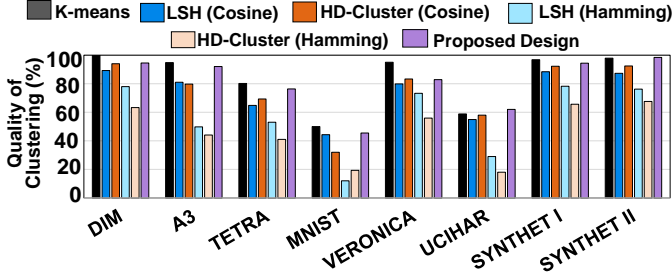 K-means LSH (Cosine) HD-Cluster (Cosine) LSH (Hamming)
HD-Cluster (Hamming) Proposed Design
Quality of
Clustering (%)
100
80
60
40
20
0
DIM A3 TETRA MNIST VERONICA UCIHAR SYNTHET I SYNTHET II